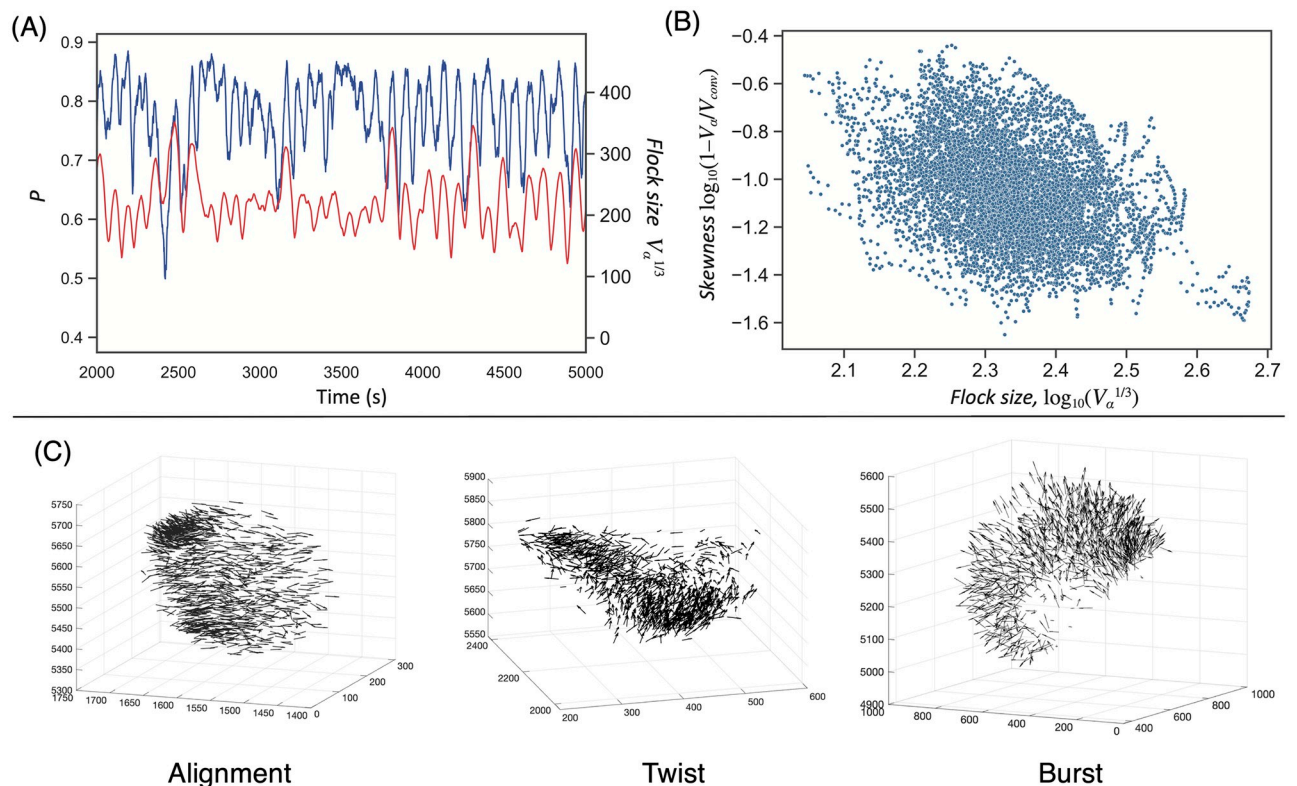 (A)
0.9
0.8
0.7
0.6
0.5
0.4
P
400
300
200
100
0
Flock size Vα^1/3
2000 2500 3000 3500 4000 4500 5000
Time (s)
(B)
−0.4
−0.6
−0.8
−1.0
−1.2
−1.4
−1.6
Skewness log10(1−Vα/Vconv)
2.1 2.2 2.3 2.4 2.5 2.6 2.7
Flock size, log10(Vα^1/3)
(C)
5750
5700
5650
5600
5550
5500
5450
5400
5350
5300
1750 1700 1650 1600 1550 1500 1450 1400
0 100 200 300
Alignment
5900
5850
5800
5750
5700
5650
5600
5550
2400
2200
2000
200 300 400 500 600
Twist
5600
5500
5400
5300
5200
5100
5000
4900
1000 800 600 400 200 0
400 600 800 1000
Burst